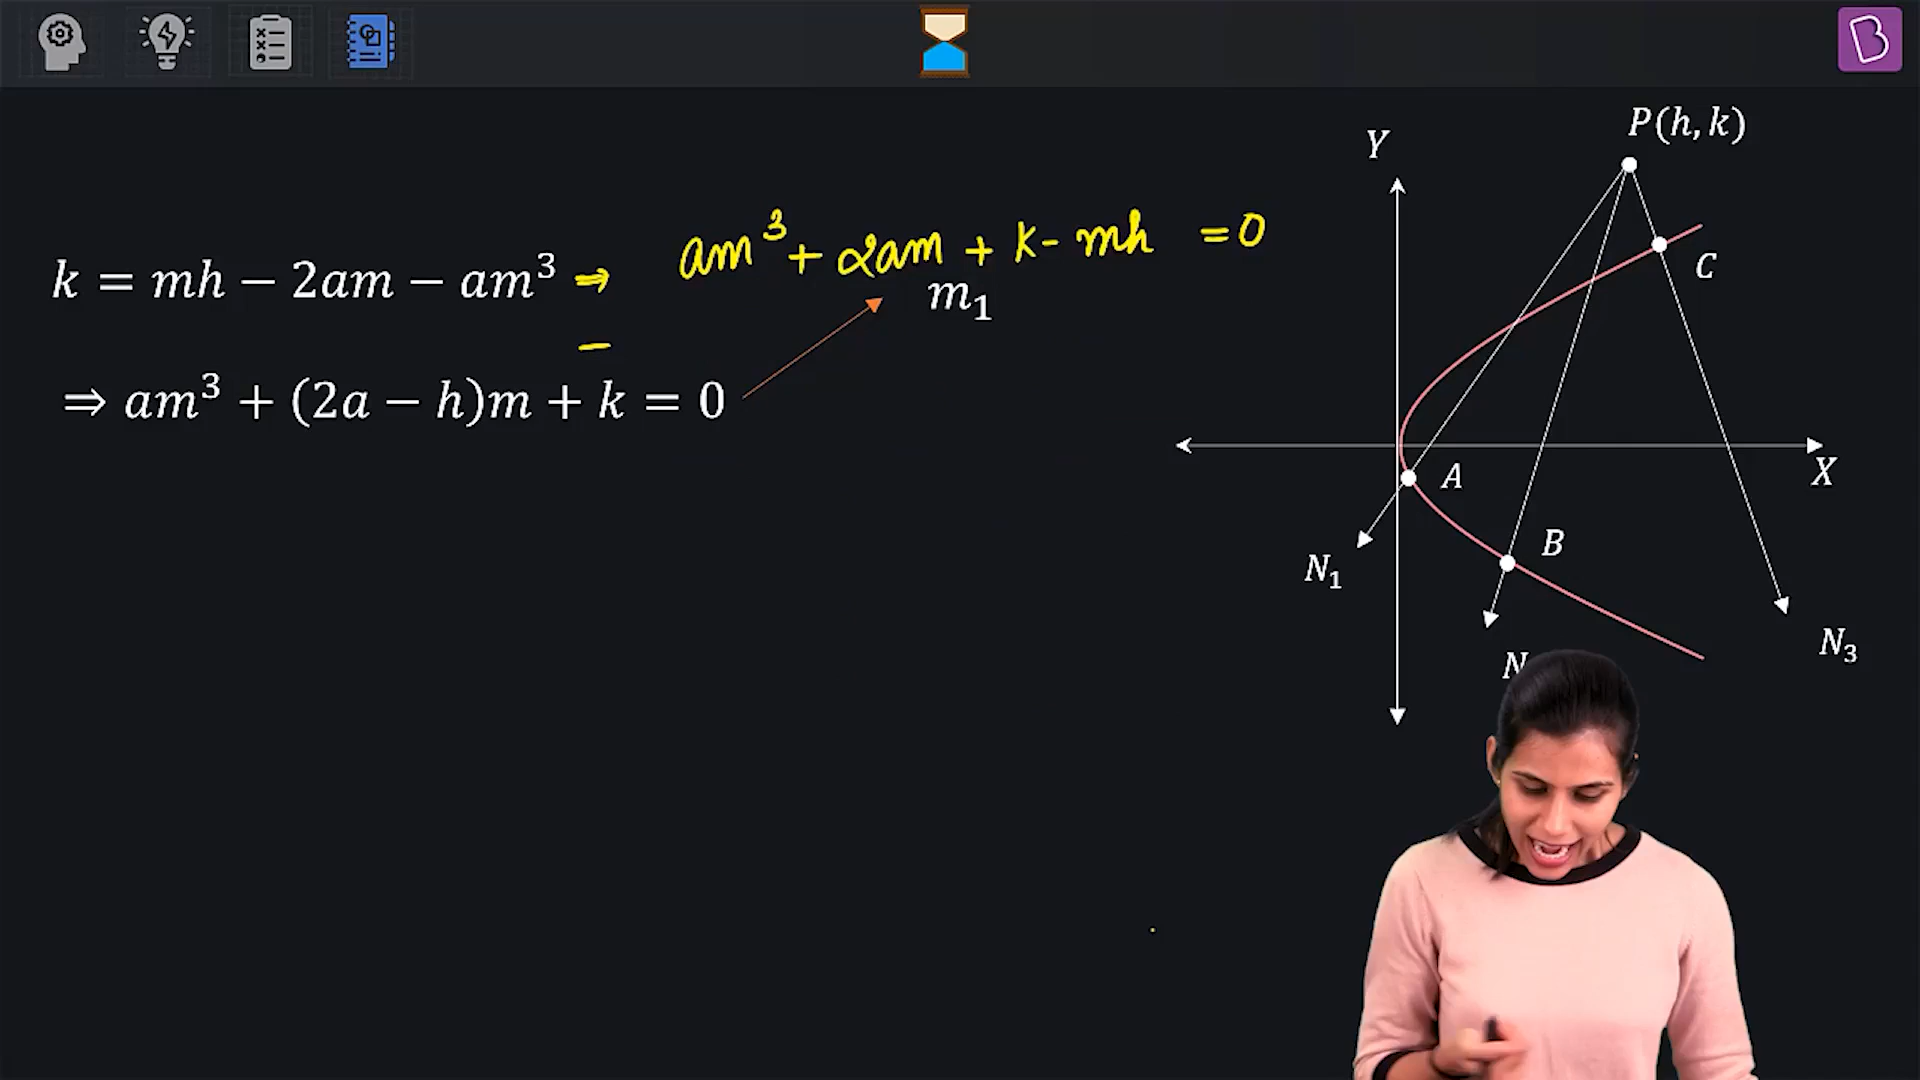 P(h, k)
Y
am³ + 2am + k - mh = 0
k = mh − 2am − am³ ⇒
C
m₁
⇒ am³ + (2a − h)m + k = 0
X
A
B
N₁
N₃
N
B